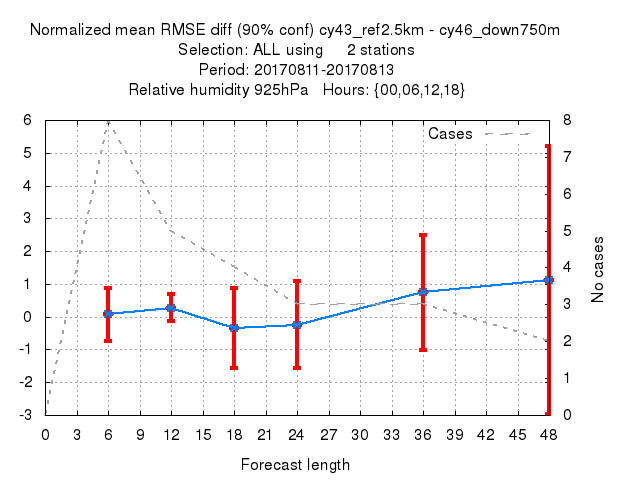 Normalized mean RMSE diff (90% conf) cy43_ref2.5km - cy46_down750m
Selection: ALL using 2 stations
Period: 20170811-20170813
Relative humidity 925hPa Hours: {00,06,12,18}
Cases
6
5
4
3
2
1
0
-1
-2
-3
8
7
6
5
4
3
2
1
0
No cases
0 3 6 9 12 15 18 21 24 27 30 33 36 39 42 45 48
Forecast length